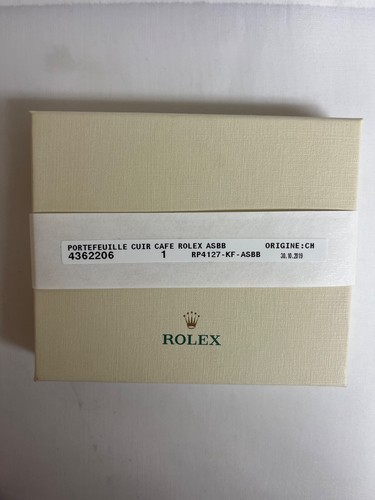 PORTEFEUILLE CUIR CAFE ROLEX ASBB ORIGINE:CH
4362206 1 RP4127-KF-ASBB 30.10.2019
ROLEX